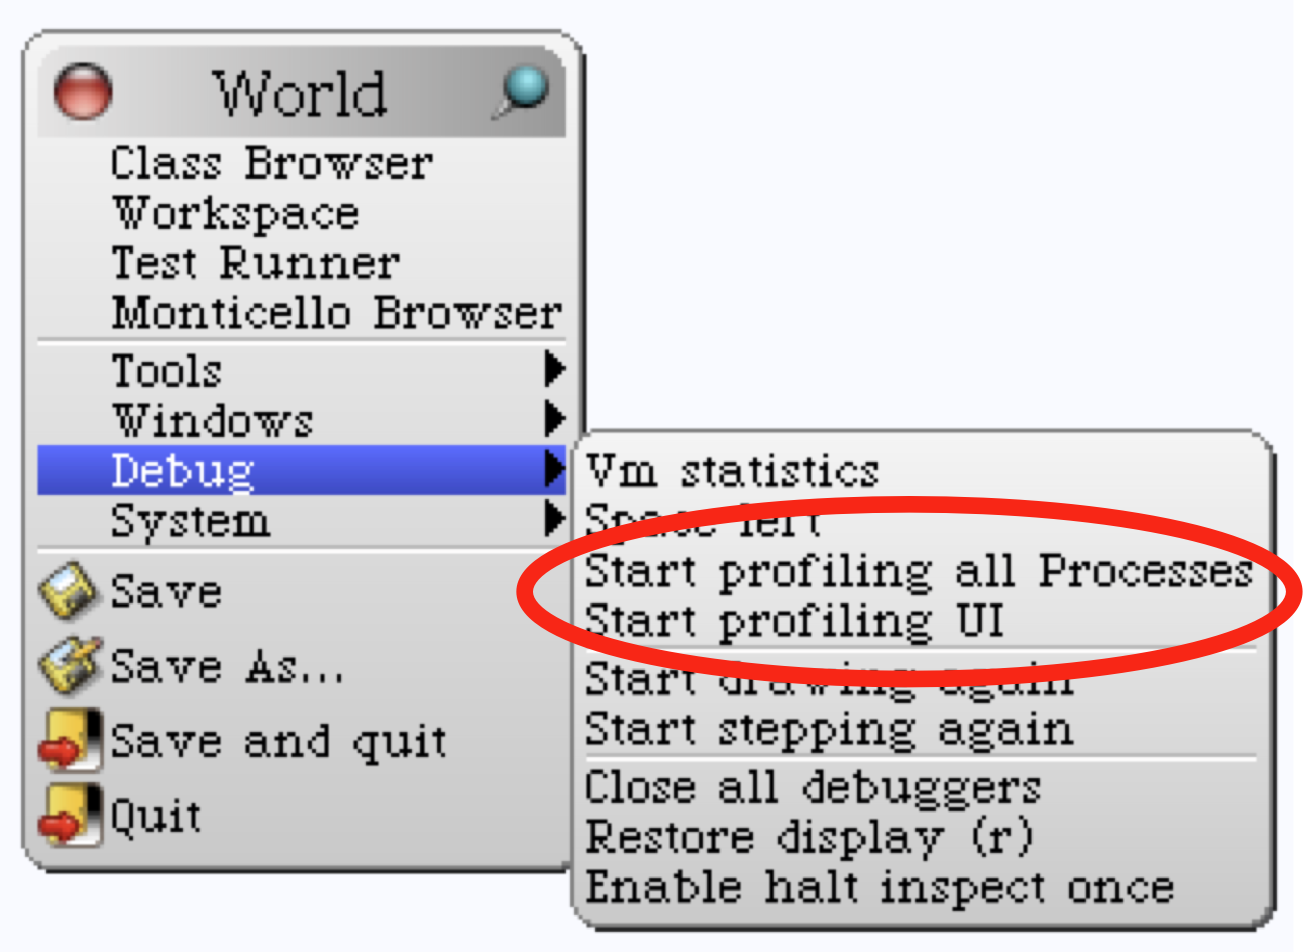 World
Class Browser
Workspace
Test Runner
Monticello Browser
Tools
Windows
Debug
System
Save
Save As...
Save and quit
Quit
Vm statistics
Space left
Start profiling all Processes
Start profiling UI
Start drawing again
Start stepping again
Close all debuggers
Restore display (r)
Enable halt inspect once